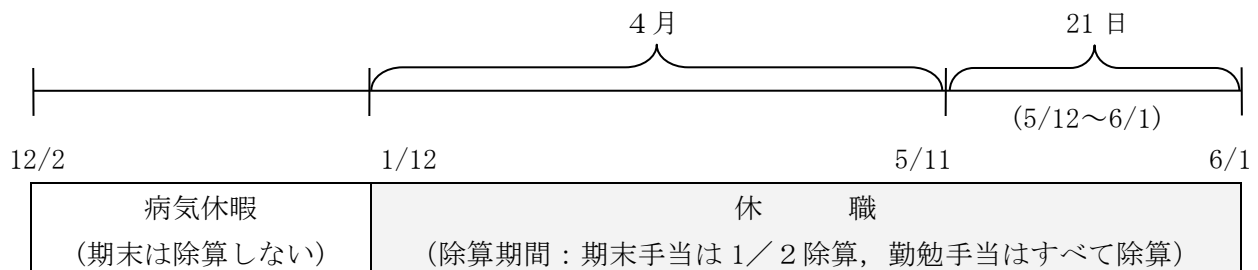 ４月 21 日
(5/12～6/1)
12/2 1/12 5/11 6/1
病気休暇 休　　職
（期末は除算しない） （除算期間：期末手当は 1／２除算，勤勉手当はすべて除算）